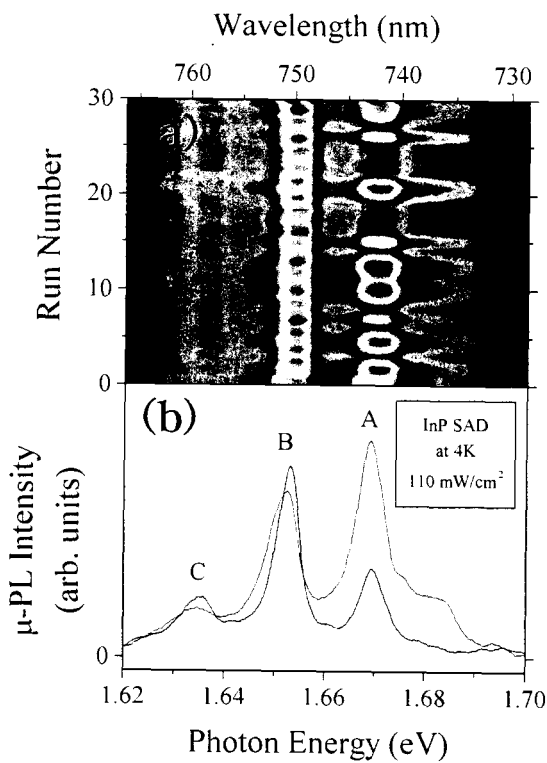 Wavelength (nm)
760 750 740 730
30
20
10
0
Run Number
(b)
A
B
C
InP SAD
at 4K
110 mW/cm²
μ-PL Intensity
(arb. units)
0
1.62 1.64 1.66 1.68 1.70
Photon Energy (eV)